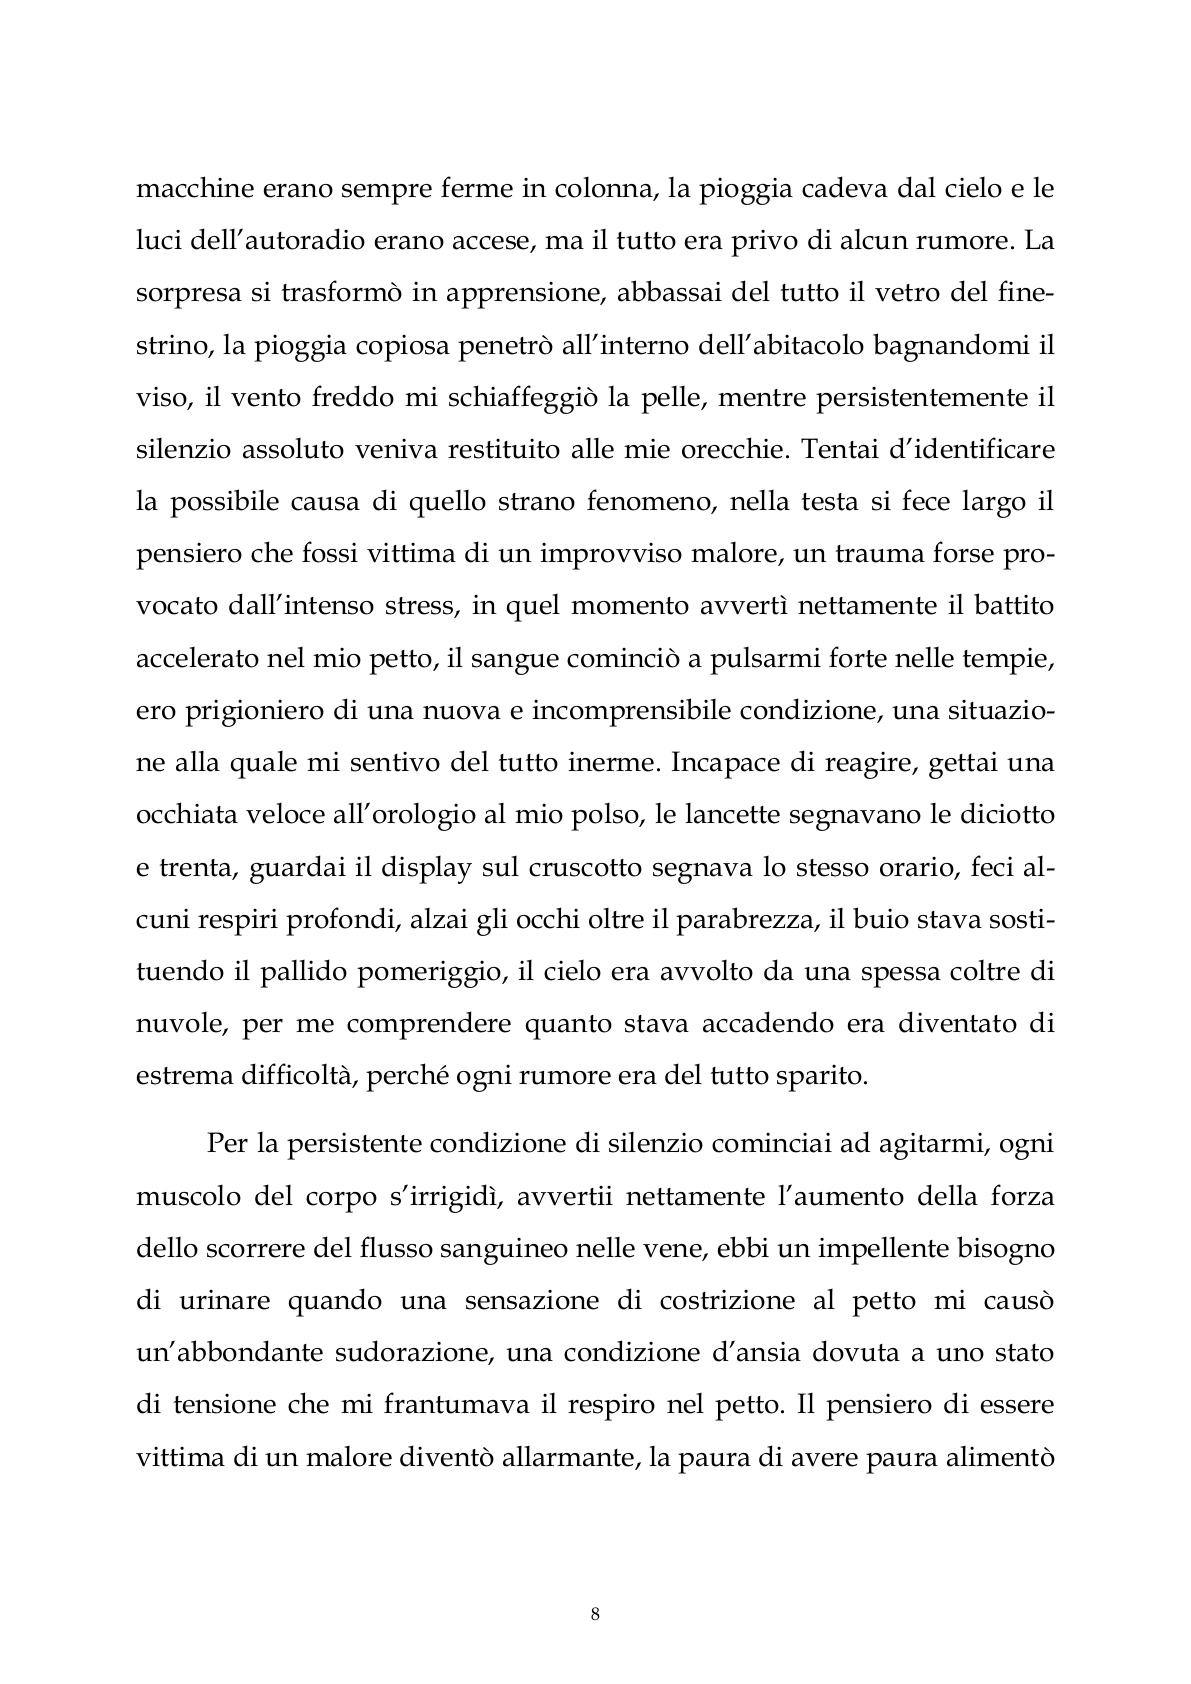 macchine erano sempre ferme in colonna, la pioggia cadeva dal cielo e le
luci dell’autoradio erano accese, ma il tutto era privo di alcun rumore. La
sorpresa si trasformò in apprensione, abbassai del tutto il vetro del fine-
strino, la pioggia copiosa penetrò all’interno dell’abitacolo bagnandomi il
viso, il vento freddo mi schiaffeggiò la pelle, mentre persistentemente il
silenzio assoluto veniva restituito alle mie orecchie. Tentai d’identificare
la possibile causa di quello strano fenomeno, nella testa si fece largo il
pensiero che fossi vittima di un improvviso malore, un trauma forse pro-
vocato dall’intenso stress, in quel momento avvertì nettamente il battito
accelerato nel mio petto, il sangue cominciò a pulsarmi forte nelle tempie,
ero prigioniero di una nuova e incomprensibile condizione, una situazio-
ne alla quale mi sentivo del tutto inerme. Incapace di reagire, gettai una
occhiata veloce all’orologio al mio polso, le lancette segnavano le diciotto
e trenta, guardai il display sul cruscotto segnava lo stesso orario, feci al-
cuni respiri profondi, alzai gli occhi oltre il parabrezza, il buio stava sosti-
tuendo il pallido pomeriggio, il cielo era avvolto da una spessa coltre di
nuvole, per me comprendere quanto stava accadendo era diventato di
estrema difficoltà, perché ogni rumore era del tutto sparito.
Per la persistente condizione di silenzio cominciai ad agitarmi, ogni
muscolo del corpo s’irrigidì, avvertii nettamente l’aumento della forza
dello scorrere del flusso sanguineo nelle vene, ebbi un impellente bisogno
di urinare quando una sensazione di costrizione al petto mi causò
un’abbondante sudorazione, una condizione d’ansia dovuta a uno stato
di tensione che mi frantumava il respiro nel petto. Il pensiero di essere
vittima di un malore diventò allarmante, la paura di avere paura alimentò
8